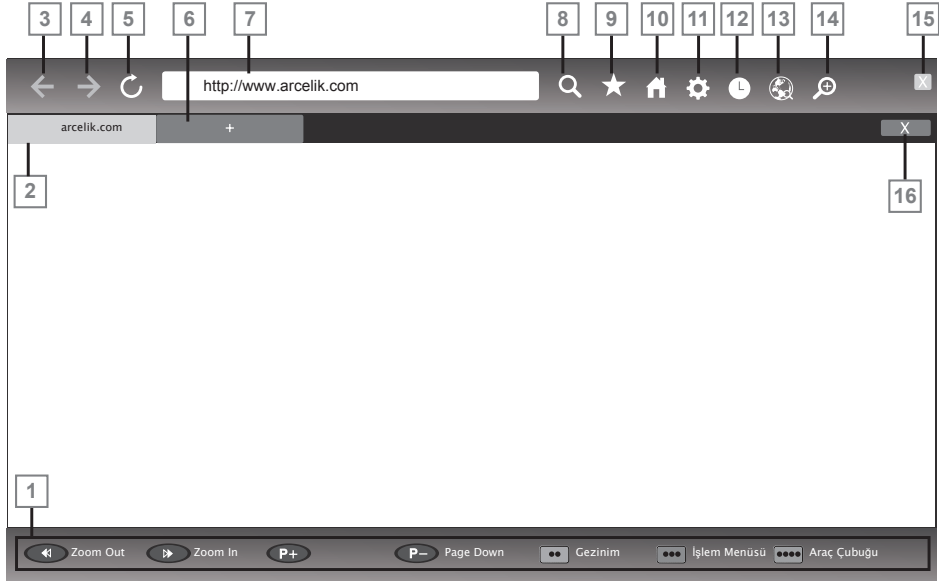 3 4 5 6 7 8 9 10 11 12 13 14 15
http://www.arcelik.com X
arcelik.com + X
2 16
1
Zoom Out Zoom In P+ P− Page Down Gezinim İşlem Menüsü Araç Çubuğu